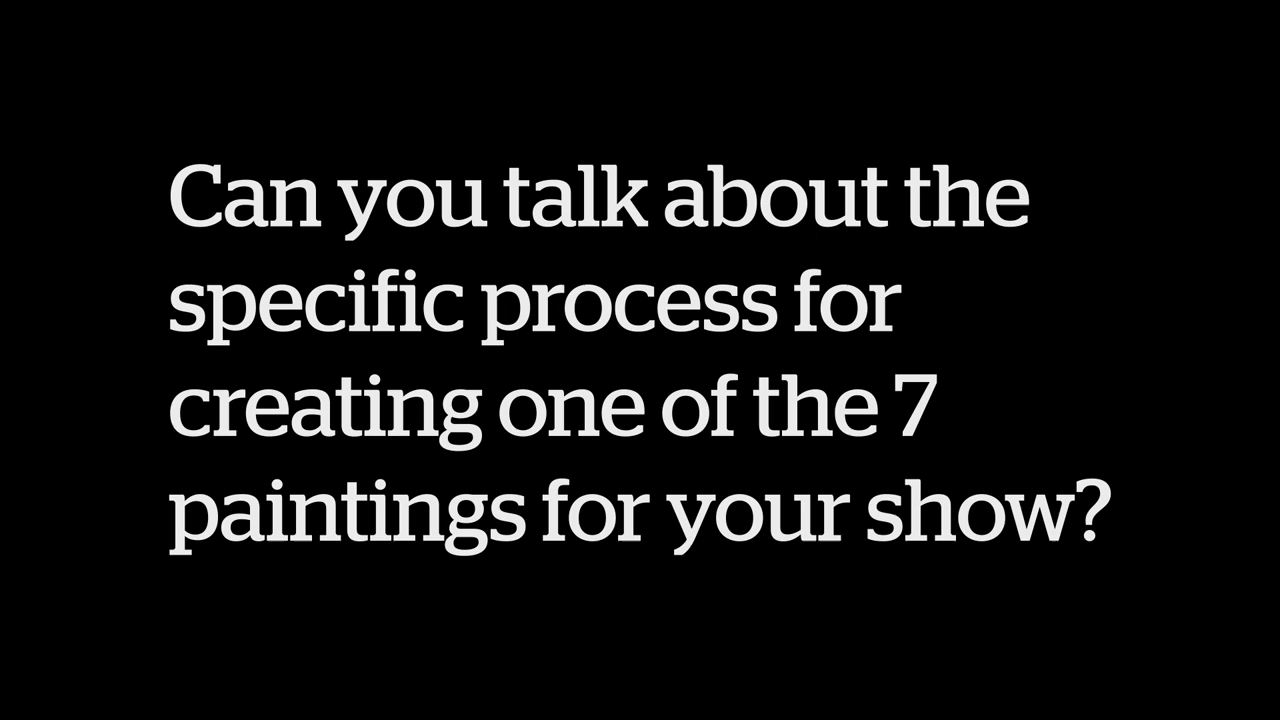 Can you talk about the
specific process for
creating one of the 7
paintings for your show?